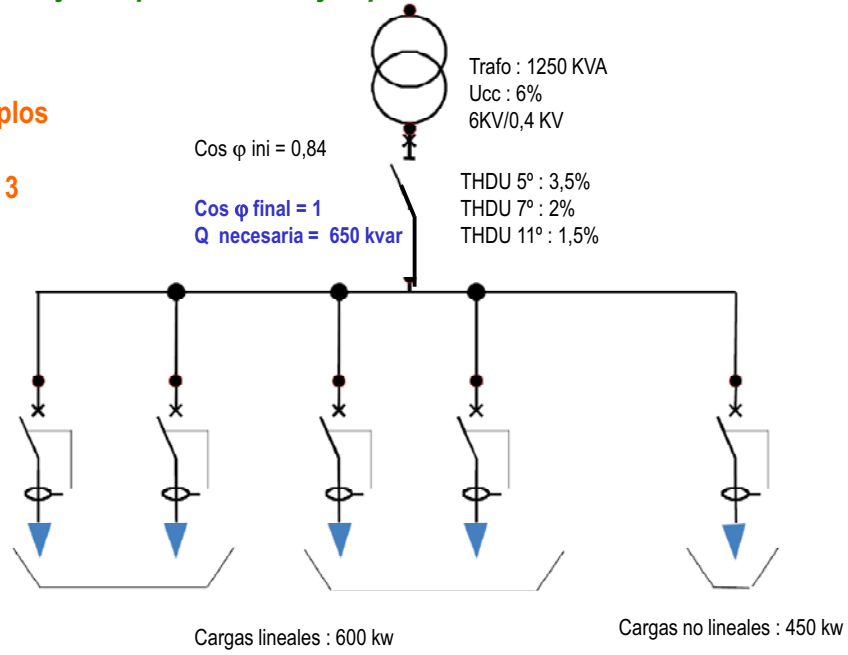 plos
3
Trafo : 1250 KVA
Ucc : 6%
6KV/0,4 KV
Cos φ ini = 0,84
Cos φ final = 1
Q necesaria = 650 kvar
THDU 5º : 3,5%
THDU 7º : 2%
THDU 11º : 1,5%
Cargas lineales : 600 kw
Cargas no lineales : 450 kw